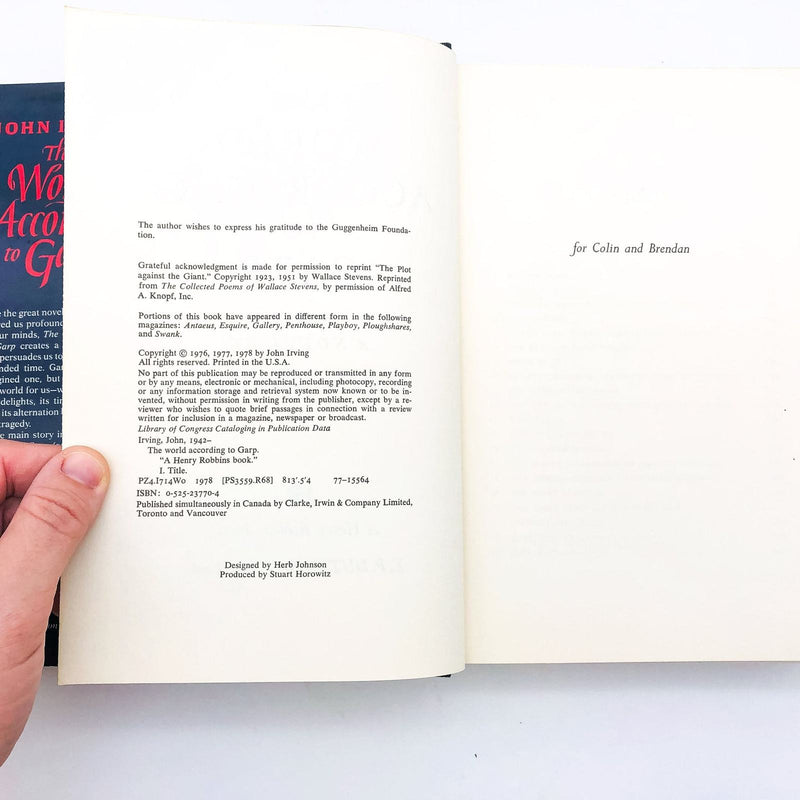 JOHN
The
Wo
Accor
to Ga
the great novel
ed us profound
ur minds, The
Garp creates a
persuades us to
nded time. Gar
gined one, but
world for us—w
delights, its tin
its alternation b
tragedy.
e main story in
The author wishes to express his gratitude to the Guggenheim Founda-
tion.
Grateful acknowledgment is made for permission to reprint "The Plot
against the Giant." Copyright 1923, 1951 by Wallace Stevens. Reprinted
from The Collected Poems of Wallace Stevens, by permission of Alfred
A. Knopf, Inc.
Portions of this book have appeared in different form in the following
magazines: Antaeus, Esquire, Gallery, Penthouse, Playboy, Ploughshares,
and Swank.
Copyright © 1976, 1977, 1978 by John Irving
All rights reserved. Printed in the U.S.A.
No part of this publication may be reproduced or transmitted in any form
or by any means, electronic or mechanical, including photocopy, recording
or any information storage and retrieval system now known or to be in-
vented, without permission in writing from the publisher, except by a re-
viewer who wishes to quote brief passages in connection with a review
written for inclusion in a magazine, newspaper or broadcast.
Library of Congress Cataloging in Publication Data
Irving, John, 1942–
The world according to Garp.
"A Henry Robbins book."
I. Title.
PZ4.I714Wo 1978 [PS3559.R68] 813'.5'4 77-15564
ISBN: 0-525-23770-4
Published simultaneously in Canada by Clarke, Irwin & Company Limited,
Toronto and Vancouver
Designed by Herb Johnson
Produced by Stuart Horowitz
for Colin and Brendan